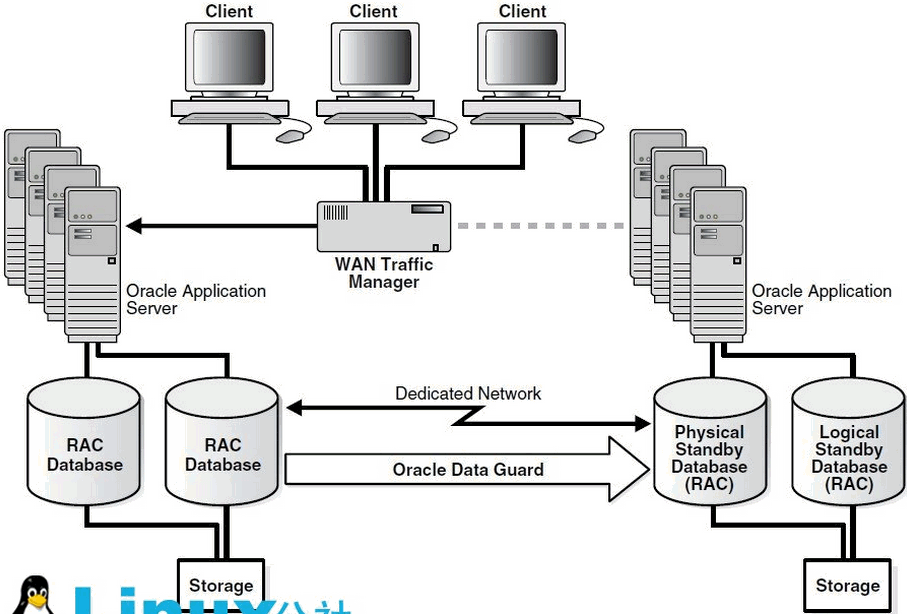 Client
Client
Client
WAN Traffic
Manager
Oracle Application
Server
Oracle Application
Server
Dedicated Network
RAC
Database
RAC
Database
Oracle Data Guard
Physical
Standby
Database
(RAC)
Logical
Standby
Database
(RAC)
Storage
Storage
Linux公社